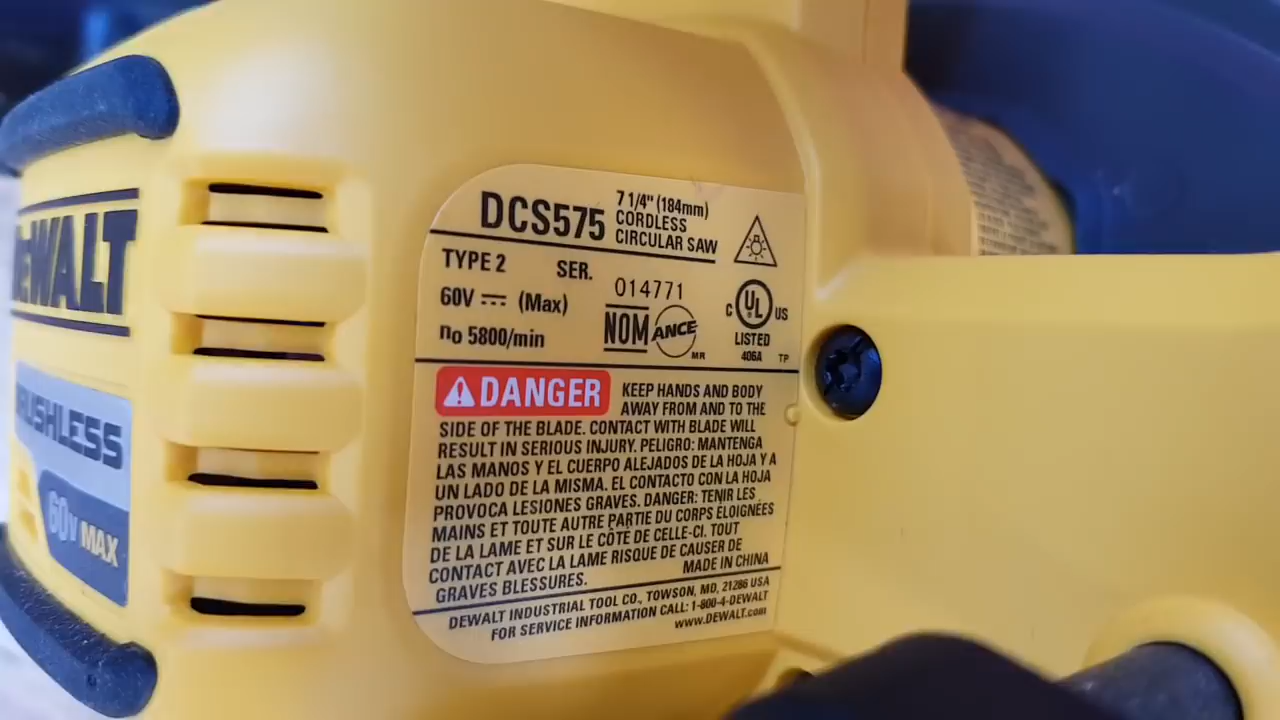 DEWALT
BRUSHLESS
60V MAX
DCS575
7 1/4" (184mm)
CORDLESS
CIRCULAR SAW
TYPE 2 SER.
014771
60V ⎓ (Max)
n₀ 5800/min
NOM ANCE MR
C UL US
LISTED
406A TP
DANGER KEEP HANDS AND BODY
AWAY FROM AND TO THE
SIDE OF THE BLADE. CONTACT WITH BLADE WILL
RESULT IN SERIOUS INJURY. PELIGRO: MANTENGA
LAS MANOS Y EL CUERPO ALEJADOS DE LA HOJA Y A
UN LADO DE LA MISMA. EL CONTACTO CON LA HOJA
PROVOCA LESIONES GRAVES. DANGER: TENIR LES
MAINS ET TOUTE AUTRE PARTIE DU CORPS ÉLOIGNÉES
DE LA LAME ET SUR LE CÔTÉ DE CELLE-CI. TOUT
CONTACT AVEC LA LAME RISQUE DE CAUSER DE
GRAVES BLESSURES. MADE IN CHINA
DEWALT INDUSTRIAL TOOL CO., TOWSON, MD, 21286 USA
FOR SERVICE INFORMATION CALL: 1-800-4-DEWALT
www.DEWALT.com